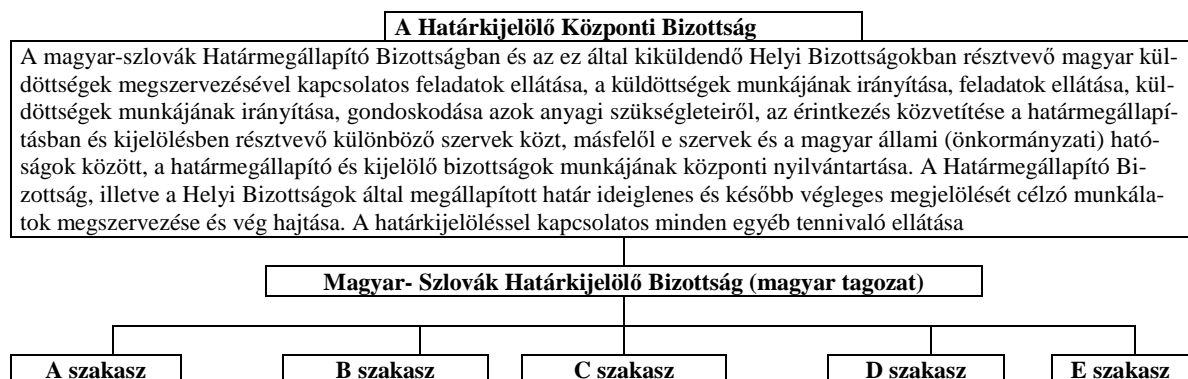 A Határkijelölő Központi Bizottság
A magyar-szlovák Határmegállapító Bizottságban és az ez által kiküldendő Helyi Bizottságokban résztvevő magyar kül-
döttségek megszervezésével kapcsolatos feladatok ellátása, a küldöttségek munkájának irányítása, feladatok ellátása, kül-
döttségek munkájának irányítása, gondoskodása azok anyagi szükségleteiről, az érintkezés közvetítése a határmegállapí-
tásban és kijelölésben résztvevő különböző szervek közt, másfelől e szervek és a magyar állami (önkormányzati) ható-
ságok között, a határmegállapító és kijelölő bizottságok munkájának központi nyilvántartása. A Határmegállapító Bi-
zottság, illetve a Helyi Bizottságok által megállapított határ ideiglenes és később végleges megjelölését célzó munkála-
tok megszervezése és vég hajtása. A határkijelöléssel kapcsolatos minden egyéb tennivaló ellátása
Magyar- Szlovák Határkijelölő Bizottság (magyar tagozat)
A szakasz B szakasz C szakasz D szakasz E szakasz